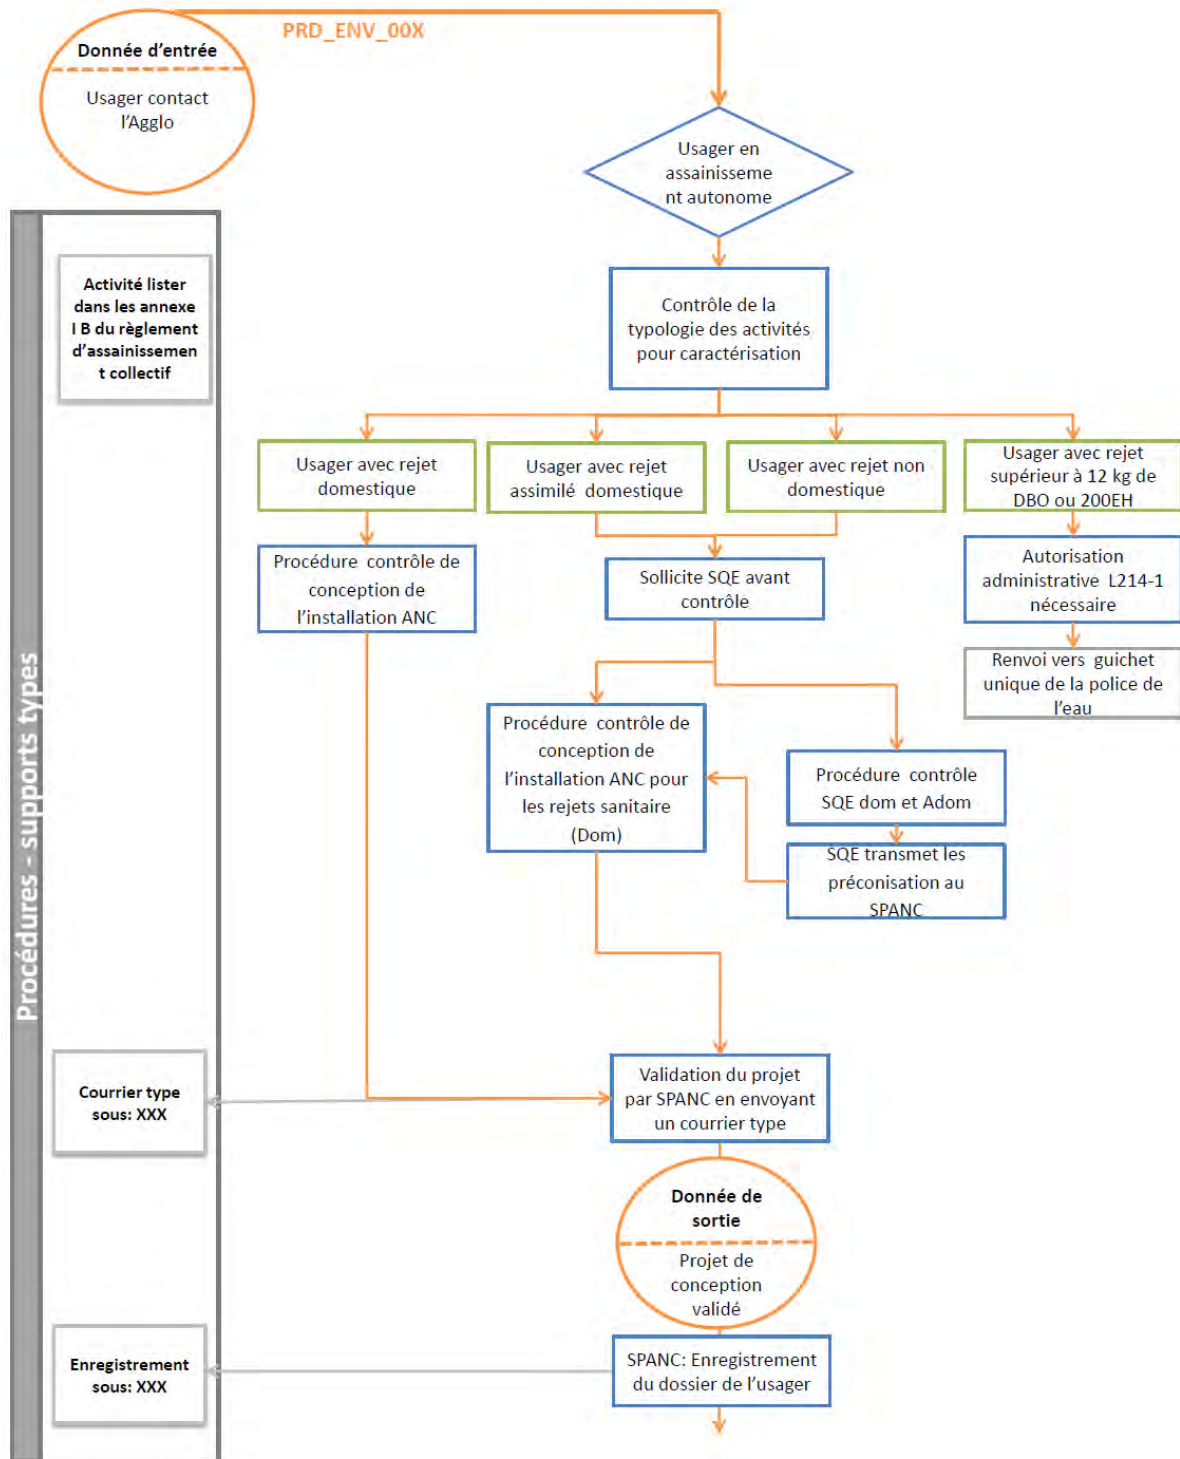 PRD_ENV_00X
Donnée d'entrée
Usager contact
l'Agglo
Usager en
assainisseme
nt autonome
Procédures - supports types
Activité lister
dans les annexe
I B du règlement
d'assainissemen
t collectif
Contrôle de la
typologie des activités
pour caractérisation
Usager avec rejet
domestique
Usager avec rejet
assimilé domestique
Usager avec rejet non
domestique
Usager avec rejet
supérieur à 12 kg de
DBO ou 200EH
Procédure contrôle de
conception de
l'installation ANC
Sollicite SQE avant
contrôle
Autorisation
administrative L214-1
nécessaire
Renvoi vers guichet
unique de la police de
l'eau
Procédure contrôle de
conception de
l'installation ANC pour
les rejets sanitaire
(Dom)
Procédure contrôle
SQE dom et Adom
SQE transmet les
préconisation au
SPANC
Courrier type
sous: XXX
Validation du projet
par SPANC en envoyant
un courrier type
Donnée de
sortie
Projet de
conception
validé
Enregistrement
sous: XXX
SPANC: Enregistrement
du dossier de l'usager